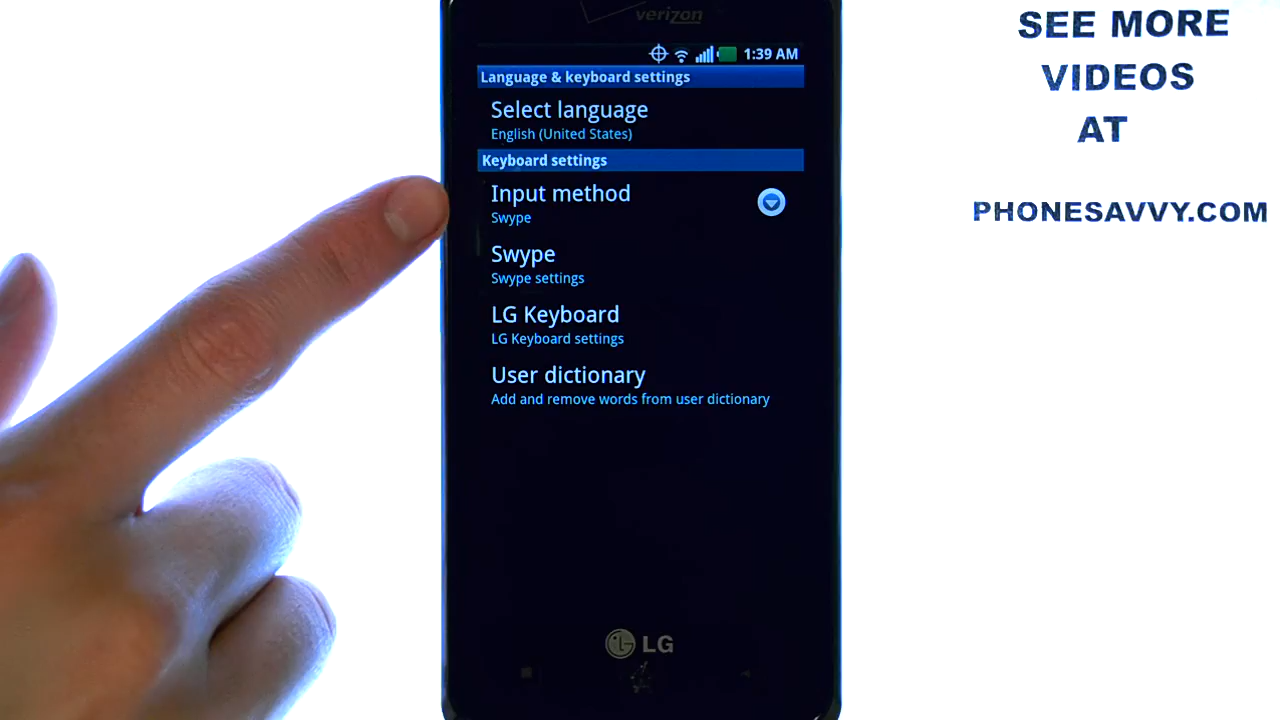 verizon
1:39 AM
Language & keyboard settings
Select language
English (United States)
Keyboard settings
Input method
Swype
Swype
Swype settings
LG Keyboard
LG Keyboard settings
User dictionary
Add and remove words from user dictionary
LG
SEE MORE
VIDEOS
AT
PHONESAVVY.COM